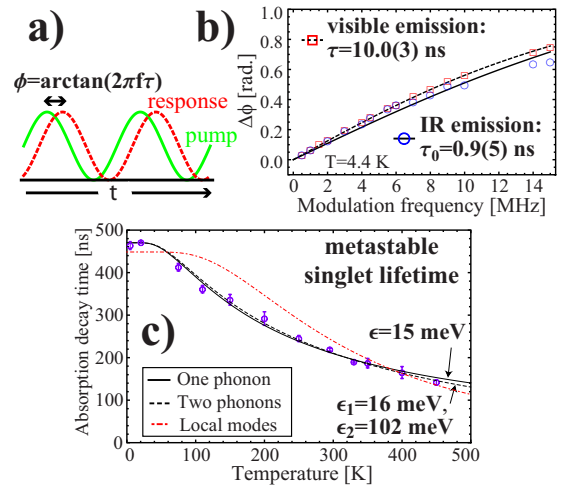 a)
ϕ=arctan(2πfτ)
response
pump
t
b)
visible emission:
τ=10.0(3) ns
IR emission:
τ₀=0.9(5) ns
T=4.4 K
Δϕ [rad.]
0.8
0.6
0.4
0.2
0.0
0 2 4 6 8 10 12 14
Modulation frequency [MHz]
Absorption decay time [ns]
500
400
300
200
100
0
metastable
singlet lifetime
c)
ϵ=15 meV
One phonon
Two phonons
Local modes
ϵ₁=16 meV,
ϵ₂=102 meV
0 100 200 300 400 500
Temperature [K]